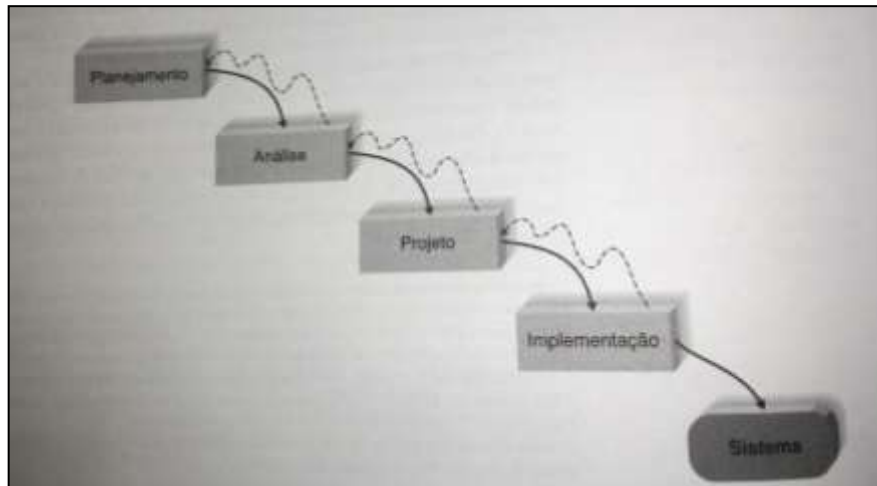 Planejamento
Análise
Projeto
Implementação
Sistema